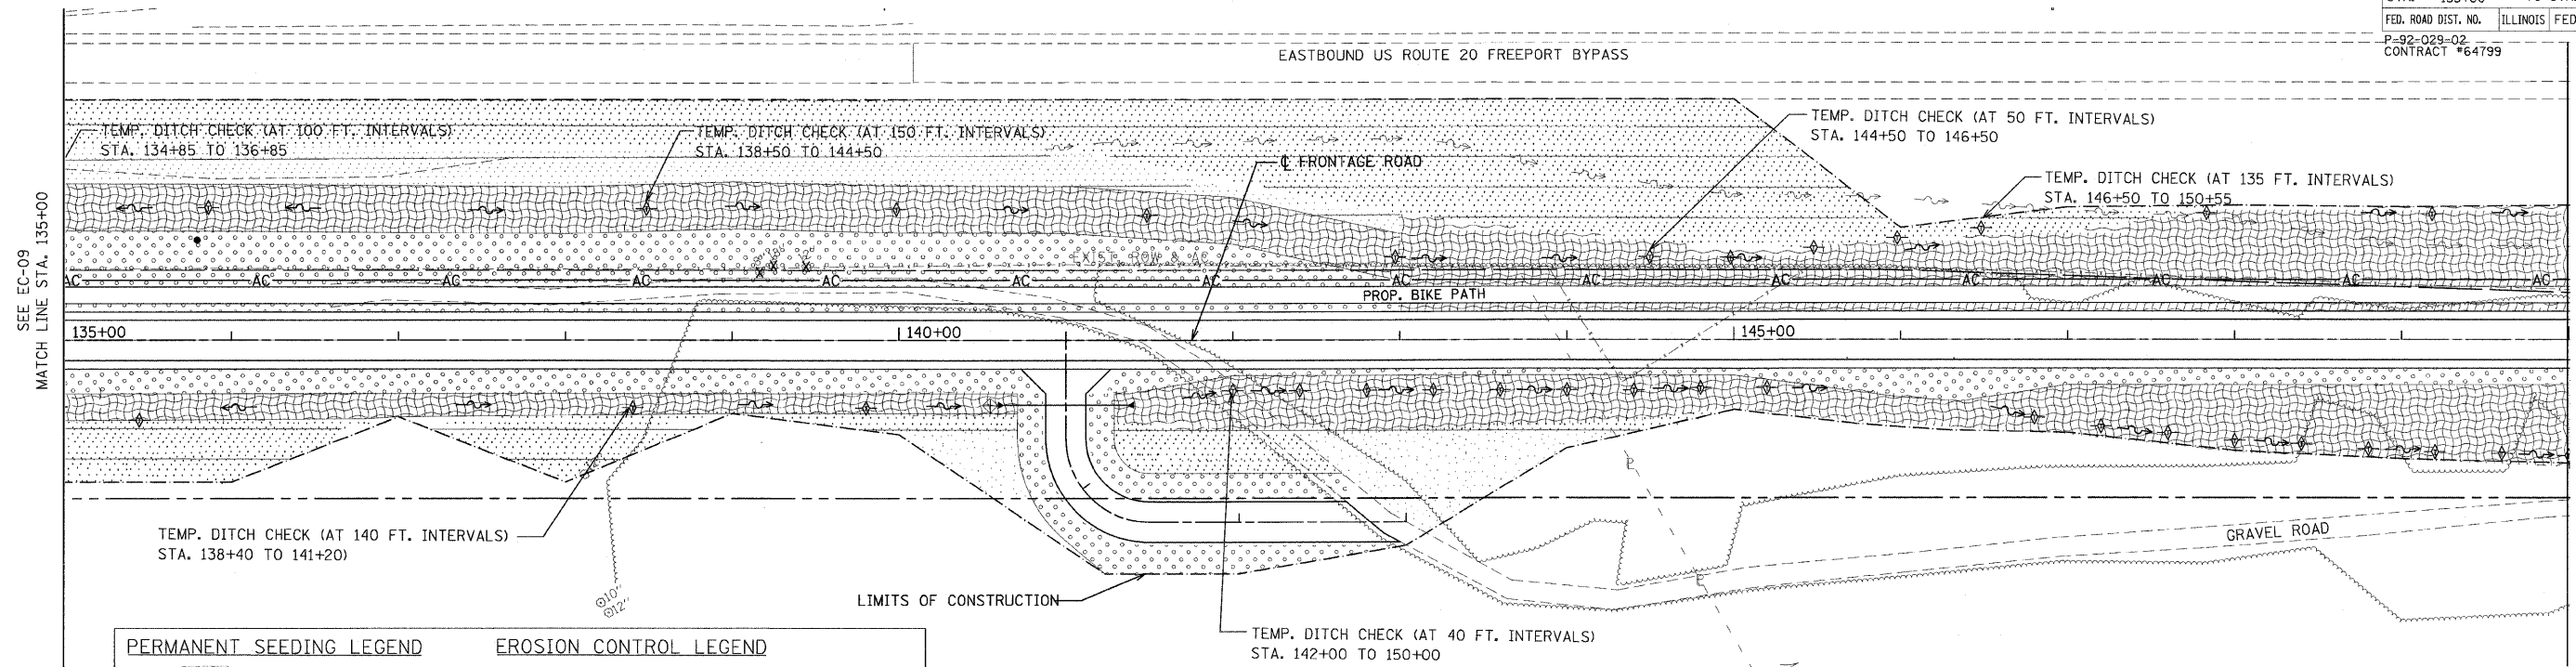 FED. ROAD DIST. NO. ILLINOIS FED
P-92-029-02
CONTRACT #64799
EASTBOUND US ROUTE 20 FREEPORT BYPASS
SEE EC-09
MATCH LINE STA. 135+00
TEMP. DITCH CHECK (AT 100 FT. INTERVALS)
STA. 134+85 TO 136+85
TEMP. DITCH CHECK (AT 150 FT. INTERVALS)
STA. 138+50 TO 144+50
℄ FRONTAGE ROAD
TEMP. DITCH CHECK (AT 50 FT. INTERVALS)
STA. 144+50 TO 146+50
TEMP. DITCH CHECK (AT 135 FT. INTERVALS)
STA. 146+50 TO 150+55
EXIST. ROW & AC
AC AC AC AC AC AC AC AC AC AC AC AC AC AC
PROP. BIKE PATH
135+00 140+00 145+00
P
P
TEMP. DITCH CHECK (AT 140 FT. INTERVALS)
STA. 138+40 TO 141+20)
GRAVEL ROAD
10"
12"
LIMITS OF CONSTRUCTION
TEMP. DITCH CHECK (AT 40 FT. INTERVALS)
STA. 142+00 TO 150+00
PERMANENT SEEDING LEGEND EROSION CONTROL LEGEND